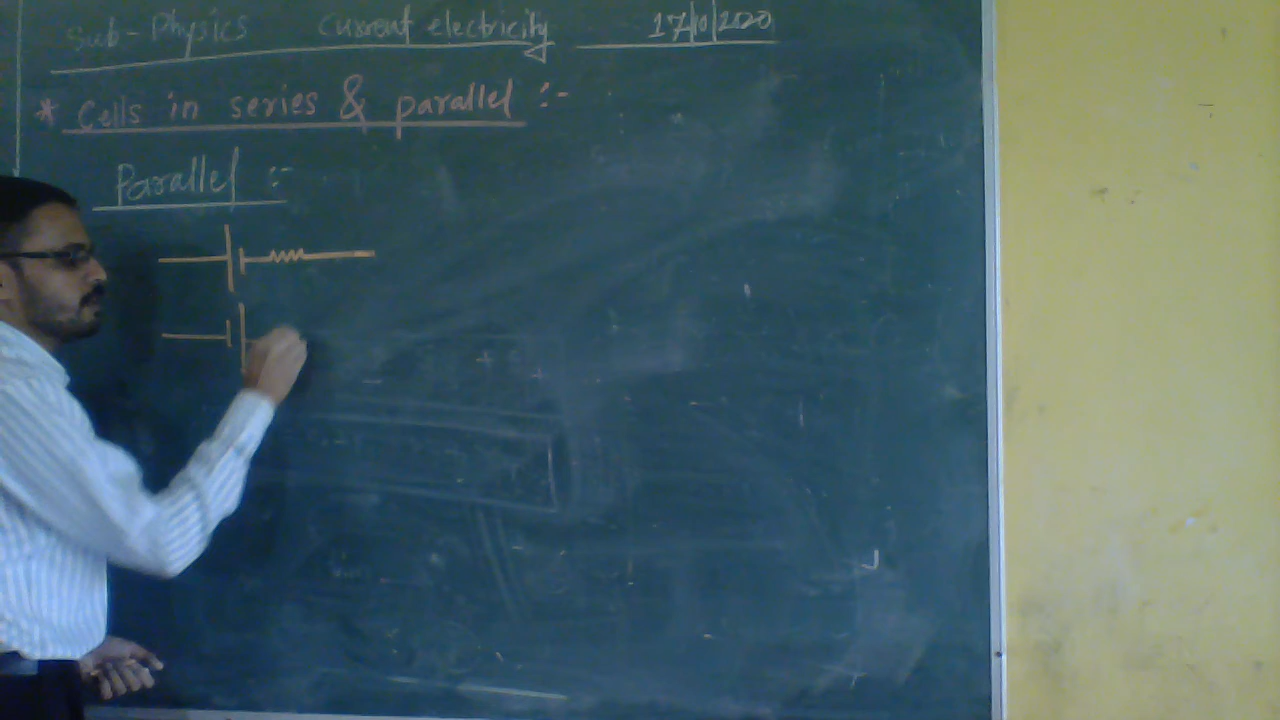 Sub-Physics Current electricity 17/10/2020
* Cells in series & parallel :-
Parallel :-